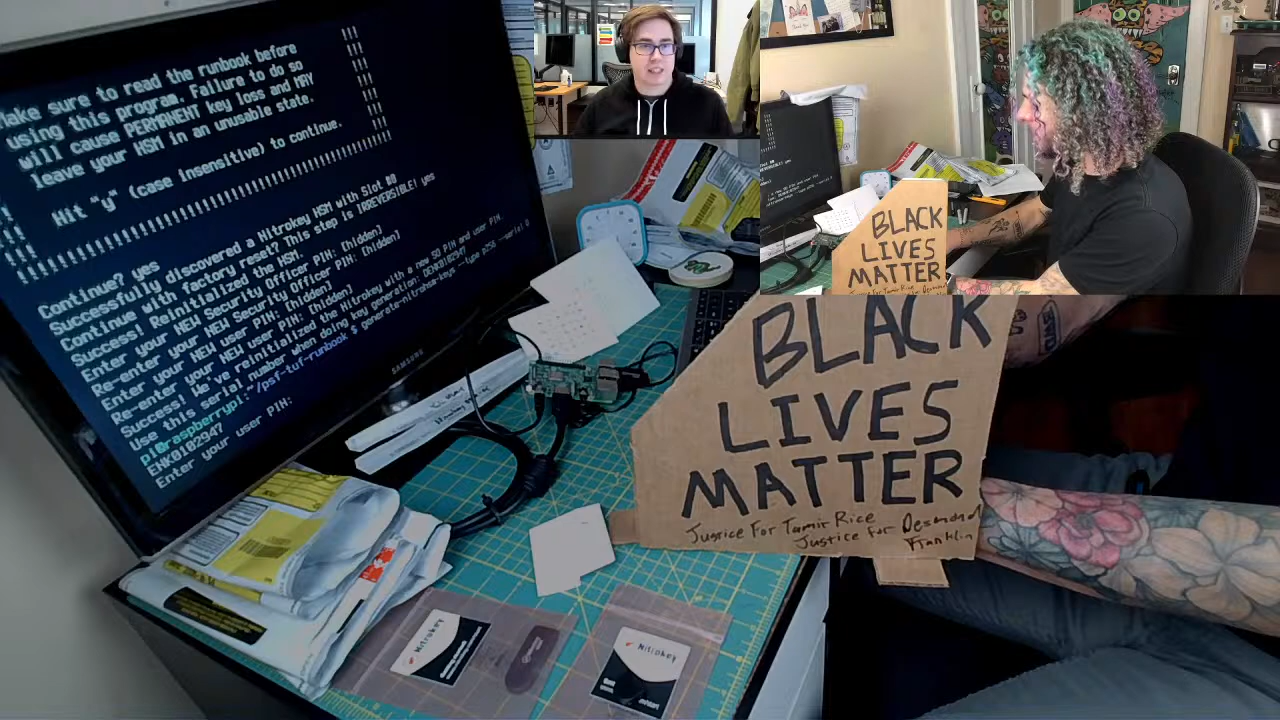 Make sure to read the runbook before
using this program. Failure to do so
will cause PERMANENT key loss and MAY
leave your HSM in an unusable state.
Hit "y" (case insensitive) to continue.
Continue? yes
Successfully discovered a Nitrokey HSM with Slot #0
Continue with factory reset? This step is IRREVERSIBLE! yes
Success! Reinitialized the HSM.
Enter your NEW Security Officer PIN: [hidden]
Re-enter your NEW Security Officer PIN: [hidden]
Enter your NEW user PIN: [hidden]
Re-enter your NEW user PIN: [hidden]
Success! We've reinitialized the Nitrokey with a new SO PIN and user PIN.
Use this serial number when doing key generation: DENK0102947
pi@raspberrypi:~/psf-tuf-runbook $ generate-nitrohsm-keys --type p256 --serial D
ENK0102947
Enter your user PIN:
SAMSUNG
BLACK
LIVES
MATTER
Justice For Tamir Rice
Justice for Desmond
Franklin
BLACK
LIVES
MATTER
Nitrokey
Nitrokey